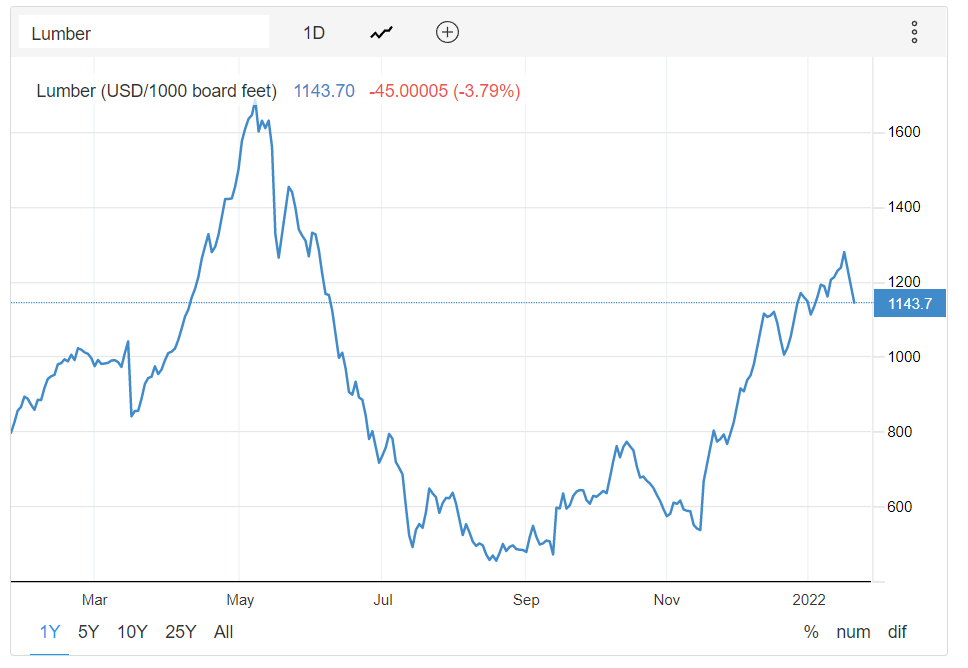 Lumber 1D
Lumber (USD/1000 board feet) 1143.70 -45.00005 (-3.79%)
1600
1400
1200
1143.7
1000
800
600
Mar May Jul Sep Nov 2022
1Y 5Y 10Y 25Y All % num dif